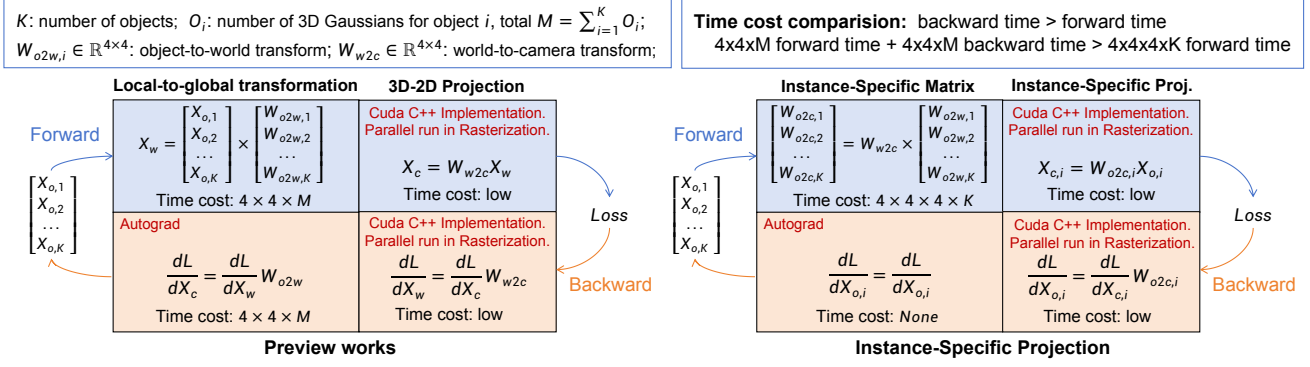 K: number of objects; O_i: number of 3D Gaussians for object i, total M = ∑_{i=1}^{K} O_i;
W_{o2w,i} ∈ ℝ^{4×4}: object-to-world transform; W_{w2c} ∈ ℝ^{4×4}: world-to-camera transform;
Time cost comparision: backward time > forward time
4x4xM forward time + 4x4xM backward time > 4x4x4xK forward time
Local-to-global transformation
3D-2D Projection
Forward
[X_{o,1}
X_{o,2}
...
X_{o,K}]
X_w = [X_{o,1} X_{o,2} ... X_{o,K}] × [W_{o2w,1} W_{o2w,2} ... W_{o2w,K}]
Time cost: 4 × 4 × M
Cuda C++ Implementation.
Parallel run in Rasterization.
X_c = W_{w2c}X_w
Time cost: low
Loss
Autograd
dL/dX_c = dL/dX_w W_{o2w}
Time cost: 4 × 4 × M
Cuda C++ Implementation.
Parallel run in Rasterization.
dL/dX_w = dL/dX_c W_{w2c}
Time cost: low
Backward
Preview works
Instance-Specific Matrix
Instance-Specific Proj.
Forward
[X_{o,1}
X_{o,2}
...
X_{o,K}]
[W_{o2c,1} W_{o2c,2} ... W_{o2c,K}] = W_{w2c} × [W_{o2w,1} W_{o2w,2} ... W_{o2w,K}]
Time cost: 4 × 4 × 4 × K
Cuda C++ Implementation.
Parallel run in Rasterization.
X_{c,i} = W_{o2c,i}X_{o,i}
Time cost: low
Loss
Autograd
dL/dX_{o,i} = dL/dX_{o,i}
Time cost: None
Cuda C++ Implementation.
Parallel run in Rasterization.
dL/dX_{o,i} = dL/dX_{c,i} W_{o2c,i}
Time cost: low
Backward
Instance-Specific Projection